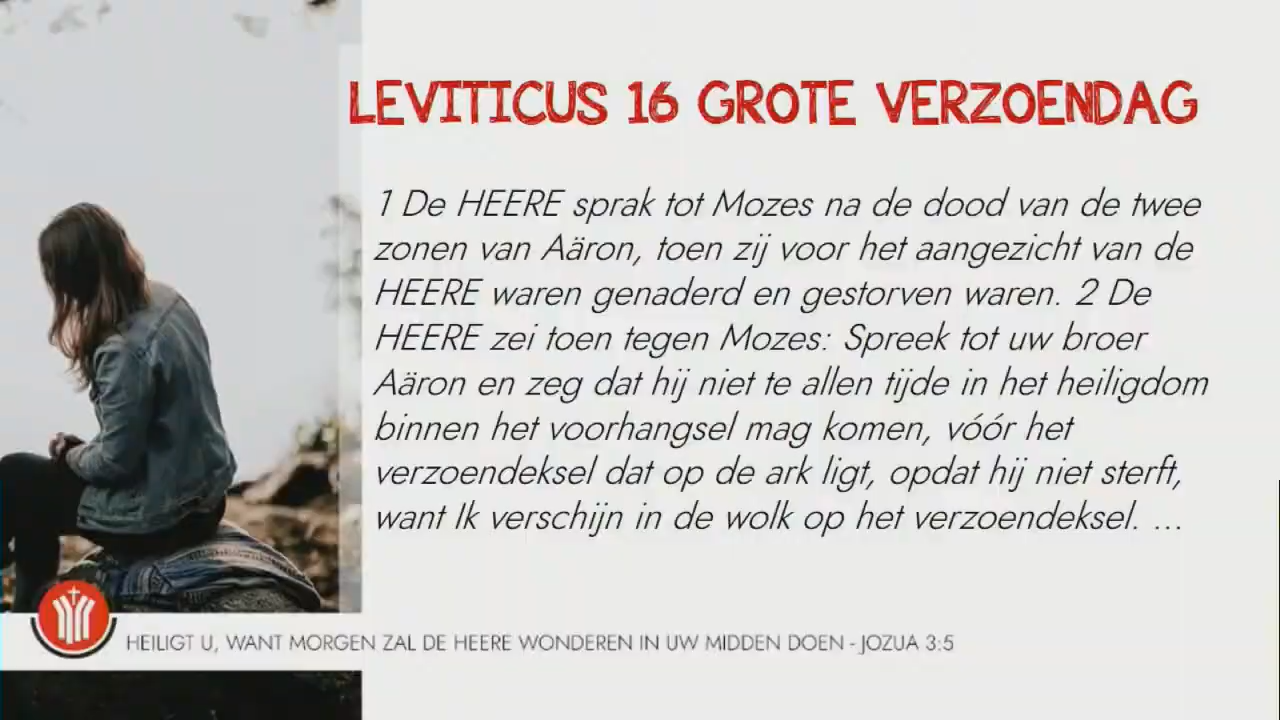 LEVITICUS 16 GROTE VERZOENDAG
1 De HEERE sprak tot Mozes na de dood van de twee
zonen van Aäron, toen zij voor het aangezicht van de
HEERE waren genaderd en gestorven waren. 2 De
HEERE zei toen tegen Mozes: Spreek tot uw broer
Aäron en zeg dat hij niet te allen tijde in het heiligdom
binnen het voorhangsel mag komen, vóór het
verzoendeksel dat op de ark ligt, opdat hij niet sterft,
want Ik verschijn in de wolk op het verzoendeksel. ...
HEILIGT U, WANT MORGEN ZAL DE HEERE WONDEREN IN UW MIDDEN DOEN - JOZUA 3:5